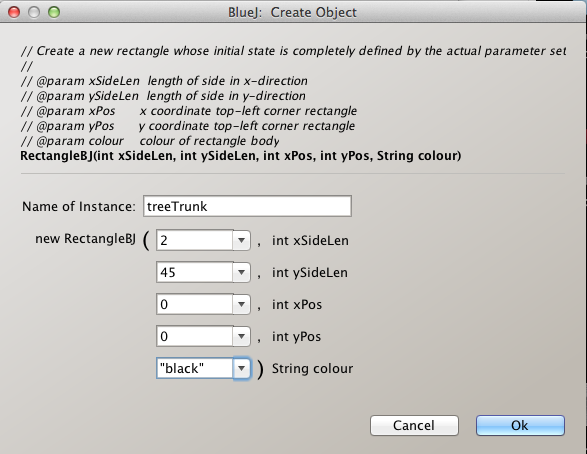 BlueJ: Create Object
// Create a new rectangle whose initial state is completely defined by the actual parameter set
//
// @param xSideLen length of side in x-direction
// @param ySideLen length of side in y-direction
// @param xPos x coordinate top-left corner rectangle
// @param yPos y coordinate top-left corner rectangle
// @param colour colour of rectangle body
RectangleBJ(int xSideLen, int ySideLen, int xPos, int yPos, String colour)
Name of Instance: treeTrunk
new RectangleBJ ( 2 , int xSideLen
45 , int ySideLen
0 , int xPos
0 , int yPos
"black" ) String colour
Cancel Ok